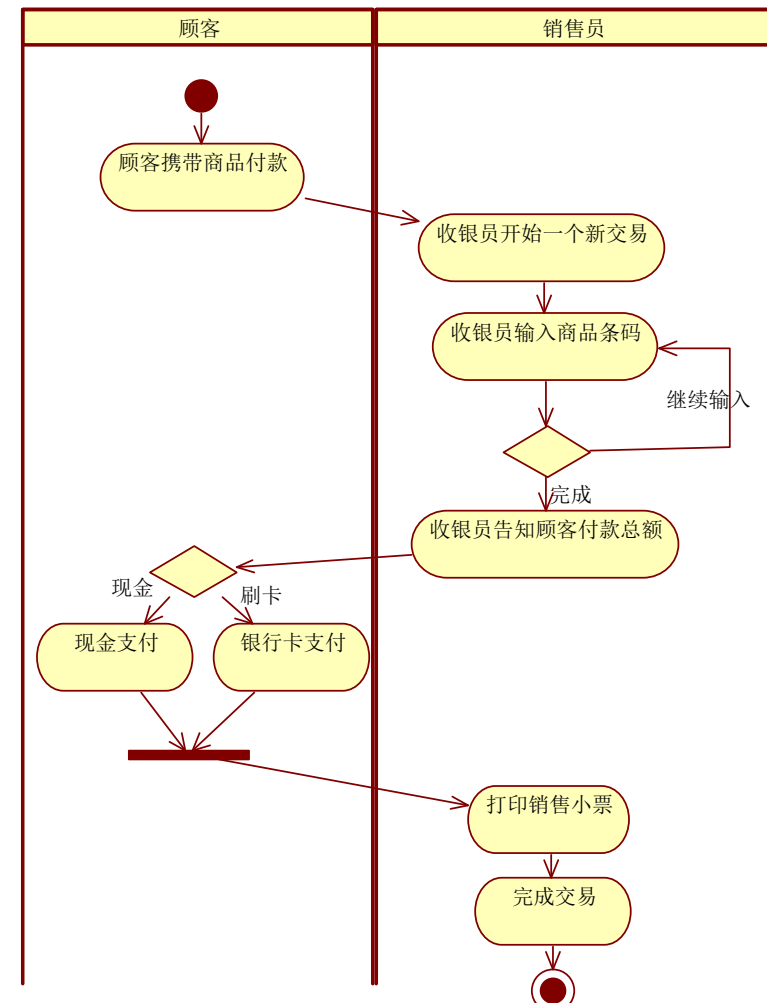 顾客
销售员
顾客携带商品付款
收银员开始一个新交易
收银员输入商品条码
继续输入
完成
收银员告知顾客付款总额
现金
刷卡
现金支付
银行卡支付
打印销售小票
完成交易